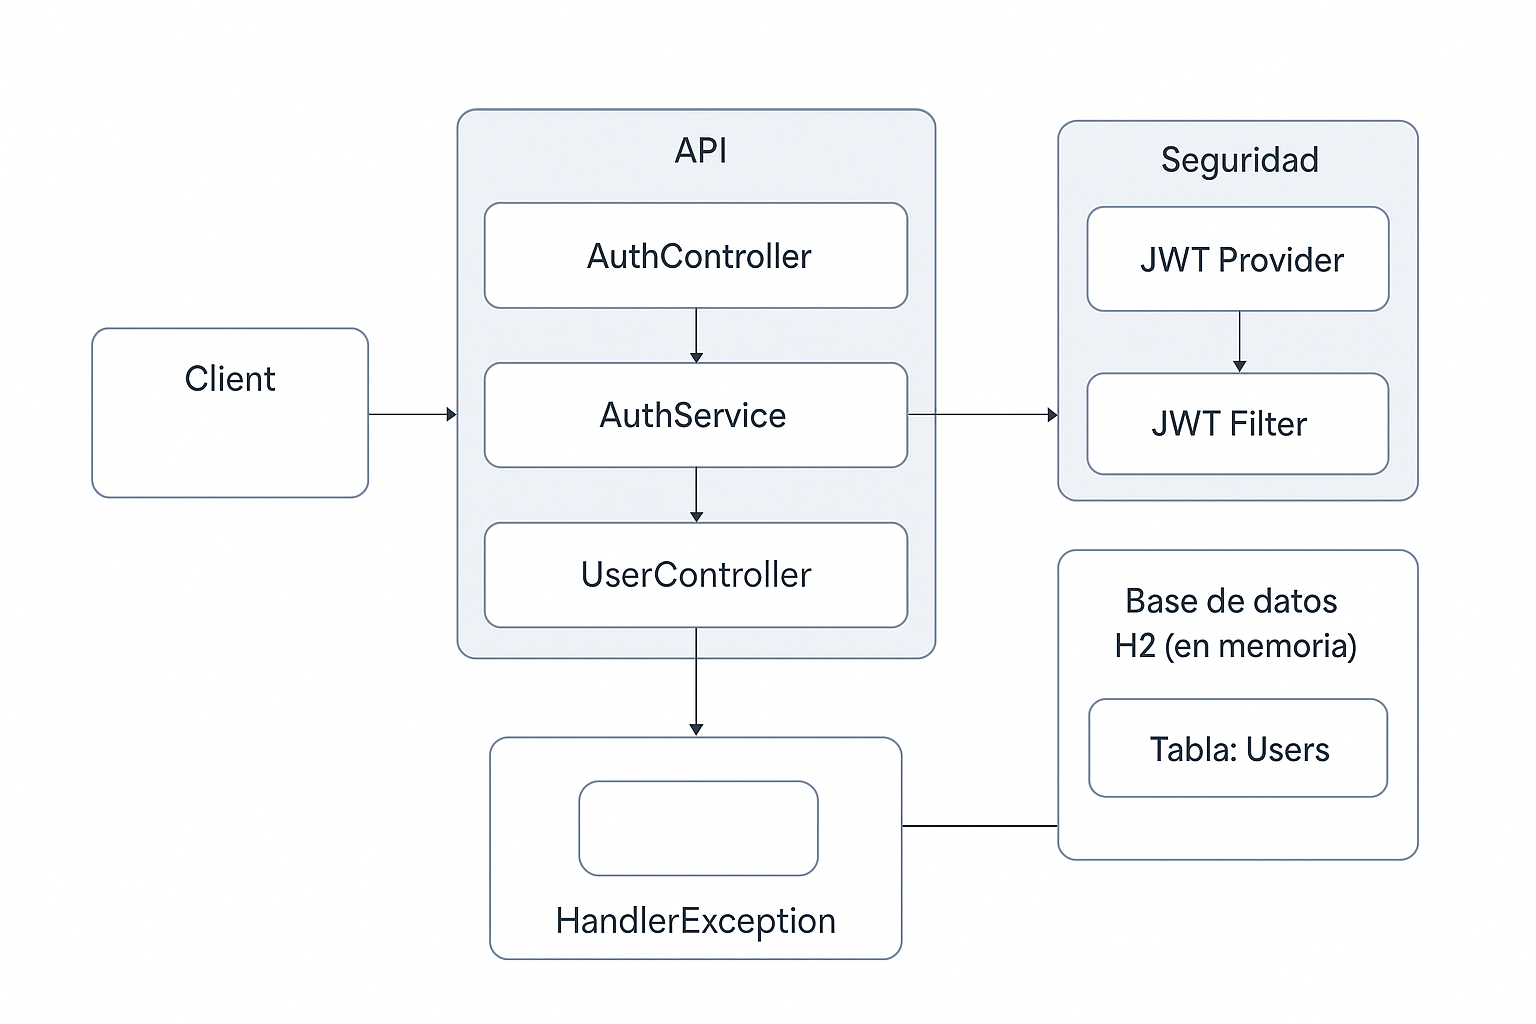 Client
API
AuthController
AuthService
UserController
Seguridad
JWT Provider
JWT Filter
Base de datos
H2 (en memoria)
Tabla: Users
HandlerException